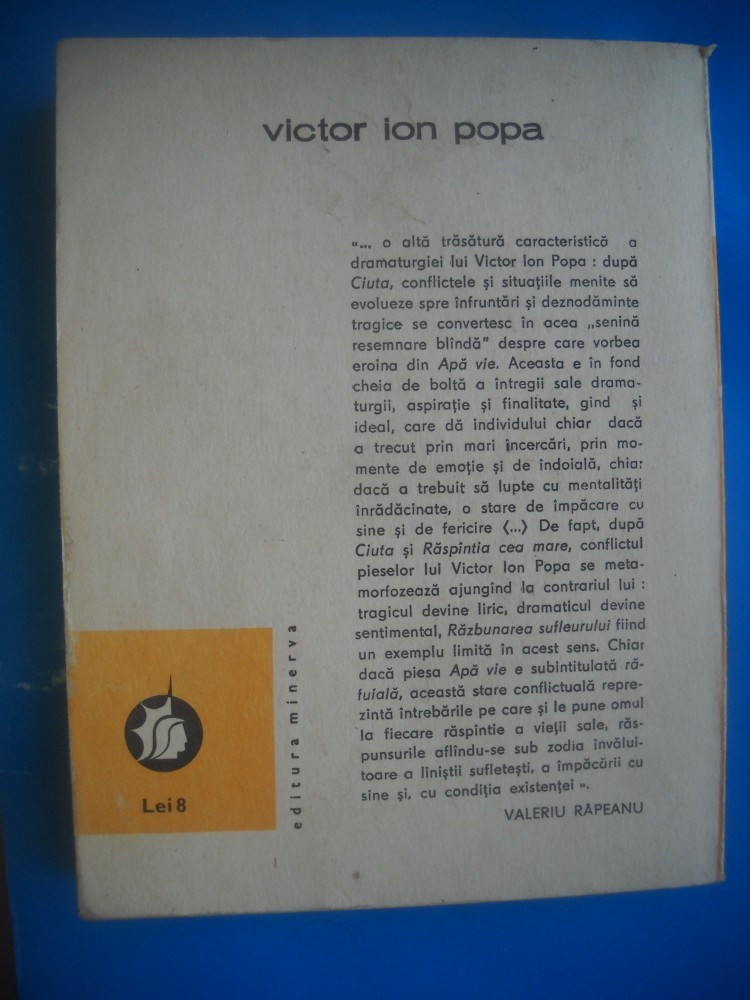 victor ion popa
“... o altă trăsătură caracteristică a
dramaturgiei lui Victor Ion Popa : după
Ciuta, conflictele și situațiile menite să
evolueze spre înfruntări și deznodăminte
tragice se convertesc în acea „senină
resemnare blîndă" despre care vorbea
eroina din Apă vie. Aceasta e în fond
cheia de boltă a întregii sale drama-
turgii, aspirație și finalitate, gînd și
ideal, care dă individului chiar dacă
a trecut prin mari încercări, prin mo-
mente de emoție și de îndoială, chiar
dacă a trebuit să lupte cu mentalități
înrădăcinate, o stare de împăcare cu
sine și de fericire ⟨...⟩ De fapt, după
Ciuta și Răspîntia cea mare, conflictul
pieselor lui Victor Ion Popa se meta-
morfozează ajungînd la contrariul lui :
tragicul devine liric, dramaticul devine
sentimental, Răzbunarea sufleurului fiind
un exemplu limită în acest sens. Chiar
dacă piesa Apă vie e subintitulată ră-
fuială, această stare conflictuală repre-
zintă întrebările pe care și le pune omul
la fiecare răspîntie a vieții sale, răs-
punsurile aflîndu-se sub zodia învălui-
toare a liniștii sufletești, a împăcării cu
sine și, cu condiția existenței ».
VALERIU RÂPEANU
editura minerva
Lei 8